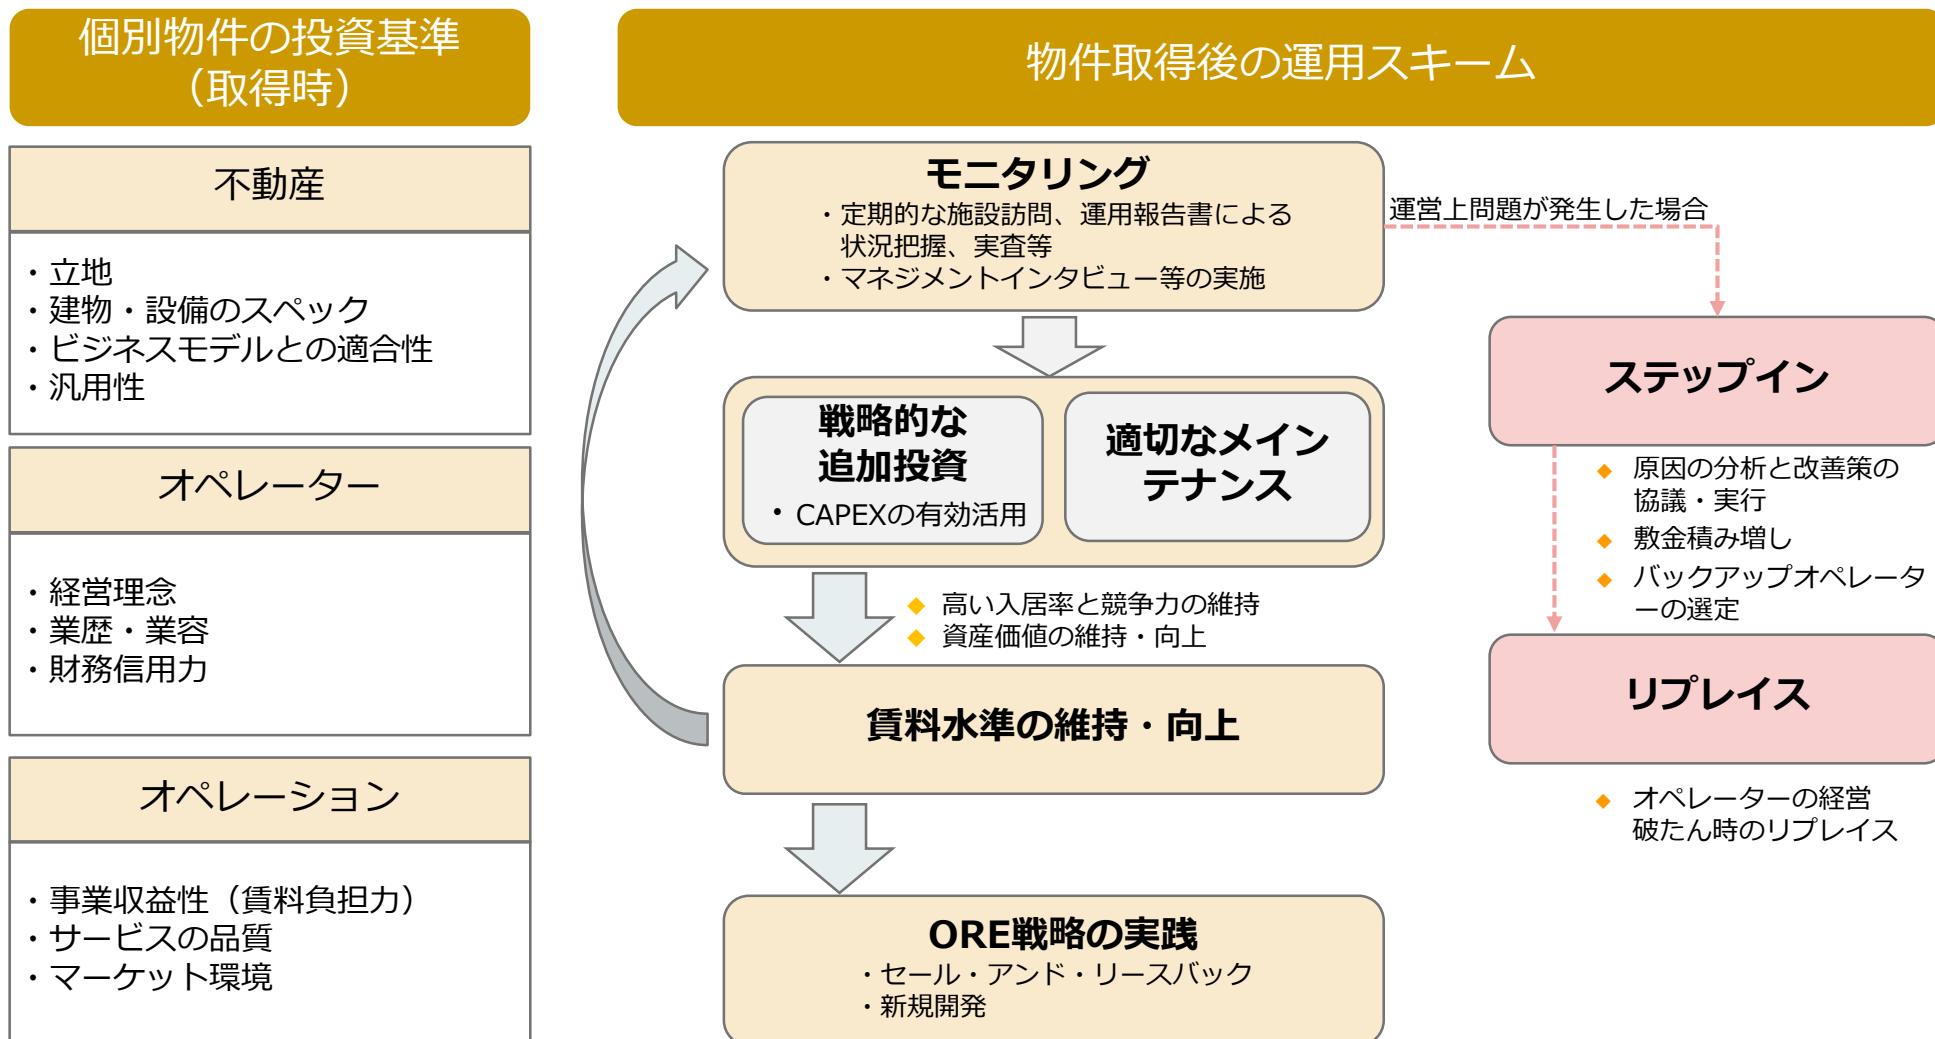 個別物件の投資基準
（取得時）
不動産
・立地
・建物・設備のスペック
・ビジネスモデルとの適合性
・汎用性
オペレーター
・経営理念
・業歴・業容
・財務信用力
オペレーション
・事業収益性（賃料負担力）
・サービスの品質
・マーケット環境
物件取得後の運用スキーム
モニタリング
・定期的な施設訪問、運用報告書による
状況把握、実査等
・マネジメントインタビュー等の実施
戦略的な
追加投資
・CAPEXの有効活用
適切なメイン
テナンス
◆ 高い入居率と競争力の維持
◆ 資産価値の維持・向上
賃料水準の維持・向上
ORE戦略の実践
・セール・アンド・リースバック
・新規開発
運営上問題が発生した場合
ステップイン
◆ 原因の分析と改善策の
協議・実行
◆ 敷金積み増し
◆ バックアップオペレータ
ーの選定
リプレイス
◆ オペレーターの経営
破たん時のリプレイス